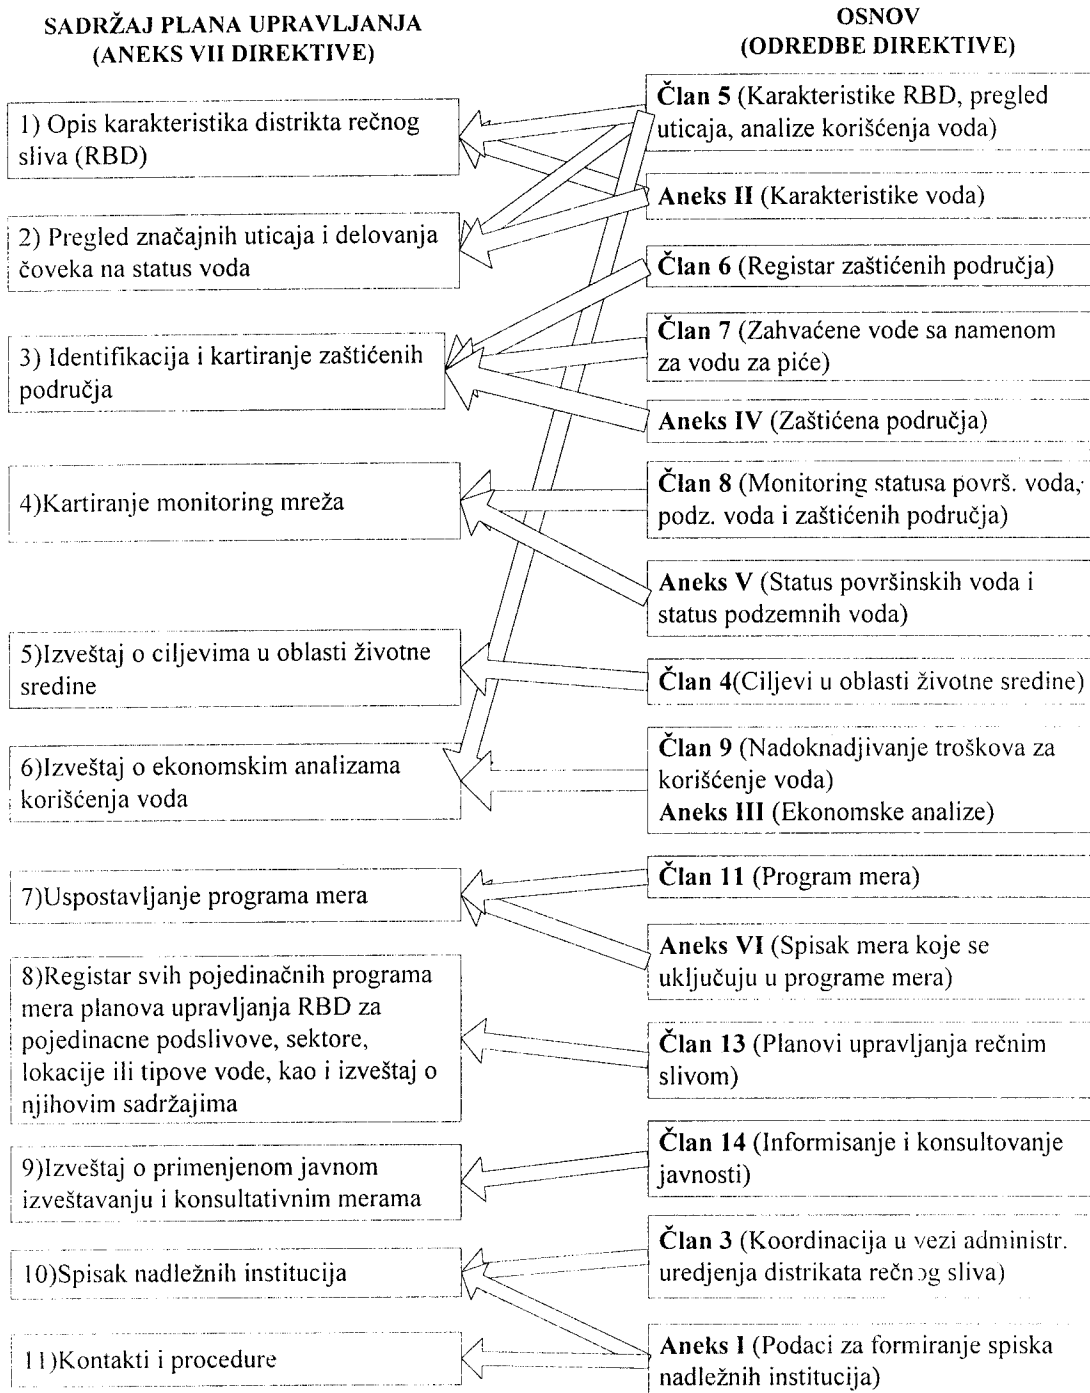 SADRŽAJ PLANA UPRAVLJANJA
(ANEKS VII DIREKTIVE)
1) Opis karakteristika distrikta rečnog
sliva (RBD)
2) Pregled značajnih uticaja i delovanja
čoveka na status voda
3) Identifikacija i kartiranje zaštićenih
područja
4)Kartiranje monitoring mreža
5)Izveštaj o ciljevima u oblasti životne
sredine
6)Izveštaj o ekonomskim analizama
korišćenja voda
7)Uspostavljanje programa mera
8)Registar svih pojedinačnih programa
mera planova upravljanja RBD za
pojedinacne podslivove, sektore,
lokacije ili tipove vode, kao i izveštaj o
njihovim sadržajima
9)Izveštaj o primenjenom javnom
izveštavanju i konsultativnim merama
10)Spisak nadležnih institucija
11)Kontakti i procedure
OSNOV
(ODREDBE DIREKTIVE)
Član 5 (Karakteristike RBD, pregled
uticaja, analize korišćenja voda)
Aneks II (Karakteristike voda)
Član 6 (Registar zaštićenih područja)
Član 7 (Zahvaćene vode sa namenom
za vodu za piće)
Aneks IV (Zaštićena područja)
Član 8 (Monitoring statusa površ. voda,
podz. voda i zaštićenih područja)
Aneks V (Status površinskih voda i
status podzemnih voda)
Član 4(Ciljevi u oblasti životne sredine)
Član 9 (Nadoknadjivanje troškova za
korišćenje voda)
Aneks III (Ekonomske analize)
Član 11 (Program mera)
Aneks VI (Spisak mera koje se
uključuju u programe mera)
Član 13 (Planovi upravljanja rečnim
slivom)
Član 14 (Informisanje i konsultovanje
javnosti)
Član 3 (Koordinacija u vezi administr.
uredjenja distrikata rečnog sliva)
Aneks I (Podaci za formiranje spiska
nadležnih institucija)